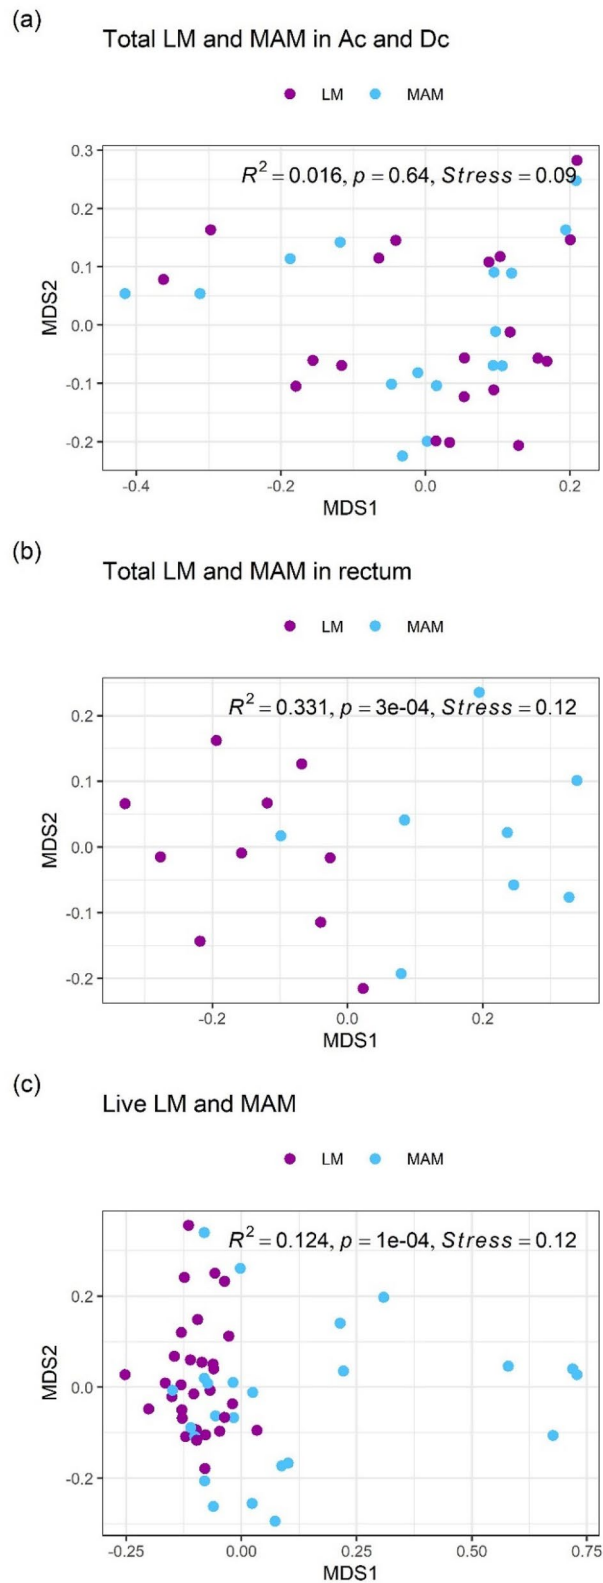 (a)
Total LM and MAM in Ac and Dc
LM MAM
R² = 0.016, p = 0.64, Stress = 0.09
0.3
0.2
0.1
0.0
-0.1
-0.2
MDS2
-0.4 -0.2 0.0 0.2
MDS1
(b)
Total LM and MAM in rectum
LM MAM
R² = 0.331, p = 3e-04, Stress = 0.12
0.2
0.1
0.0
-0.1
-0.2
MDS2
-0.2 0.0 0.2
MDS1
(c)
Live LM and MAM
LM MAM
R² = 0.124, p = 1e-04, Stress = 0.12
0.2
0.0
-0.2
MDS2
-0.25 0.00 0.25 0.50 0.75
MDS1